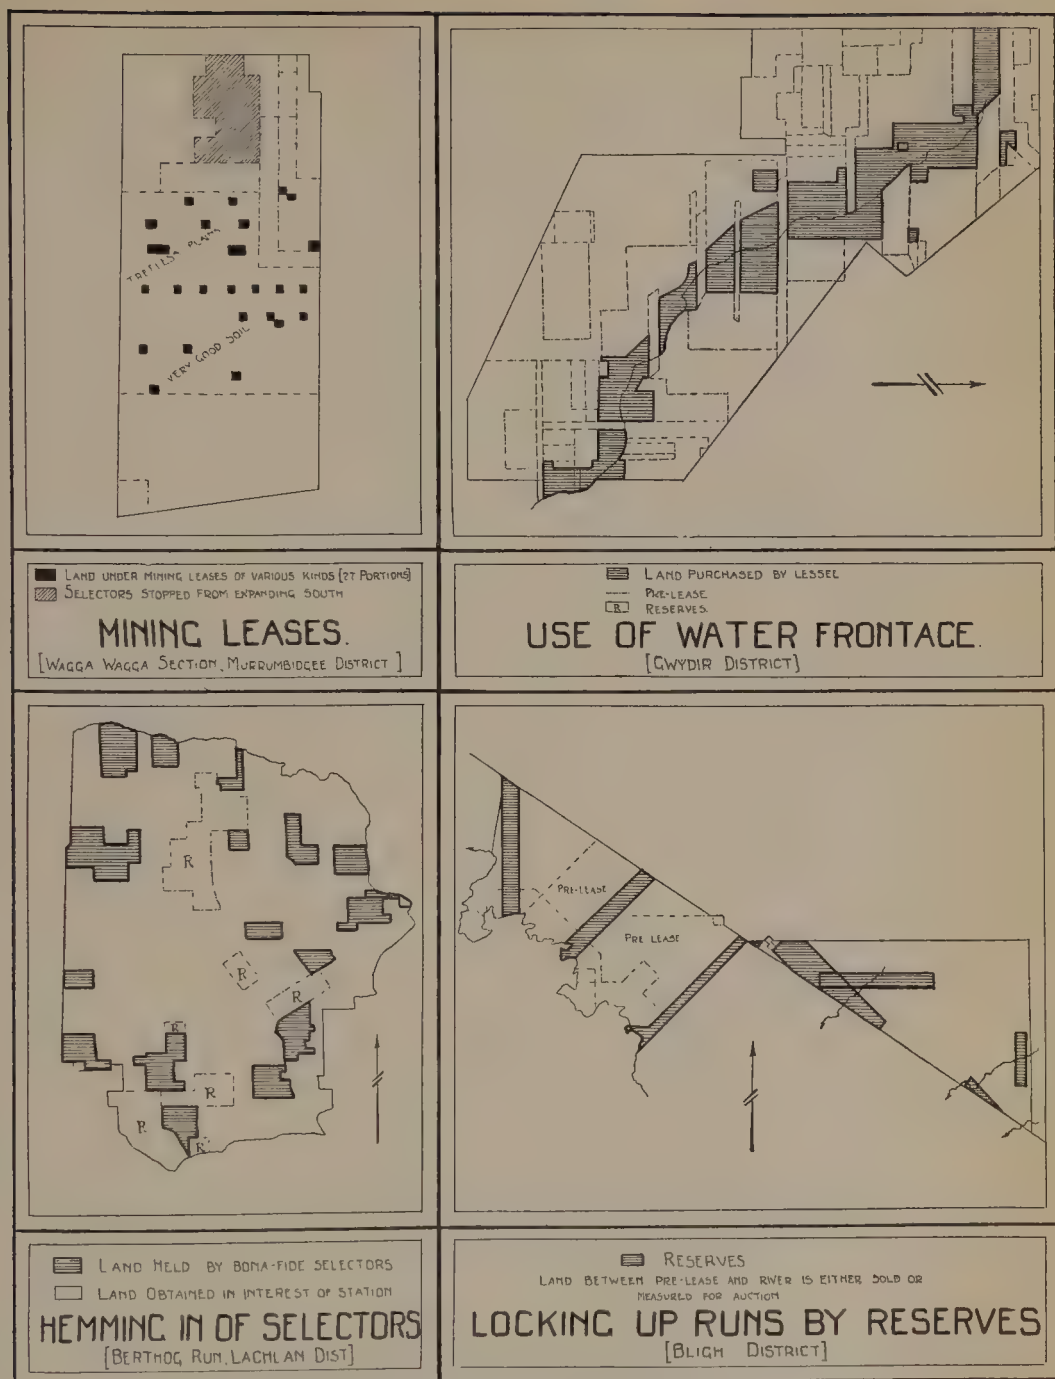 TREELESS PLAINS
VERY GOOD SOIL
LAND UNDER MINING LEASES OF VARIOUS KINDS [27 PORTIONS]
SELECTORS STOPPED FROM EXPANDING SOUTH
MINING LEASES.
[WAGGA WAGGA SECTION, MURRUMBIDGEE DISTRICT]
LAND PURCHASED BY LESSEE
PRE-LEASE
R RESERVES.
USE OF WATER FRONTAGE.
[GWYDIR DISTRICT]
R
R
R
R
R
R
R
LAND HELD BY BONA-FIDE SELECTORS
LAND OBTAINED IN INTEREST OF STATION
HEMMING IN OF SELECTORS
[BERTHOG RUN, LACHLAN DIST]
PRE-LEASE
PRE LEASE
RESERVES
LAND BETWEEN PRE-LEASE AND RIVER IS EITHER SOLD OR
MEASURED FOR AUCTION
LOCKING UP RUNS BY RESERVES
[BLIGH DISTRICT]